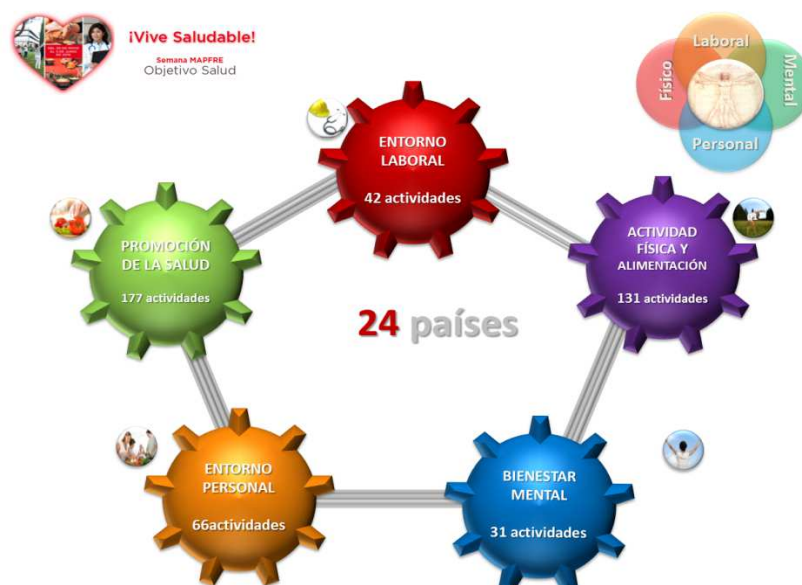 ¡Vive Saludable!
Semana MAPFRE
Objetivo Salud
Laboral
Físico
Mental
Personal
ENTORNO
LABORAL
42 actividades
PROMOCIÓN
DE LA SALUD
177 actividades
ACTIVIDAD
FÍSICA Y
ALIMENTACIÓN
131 actividades
24 países
ENTORNO
PERSONAL
66actividades
BIENESTAR
MENTAL
31 actividades